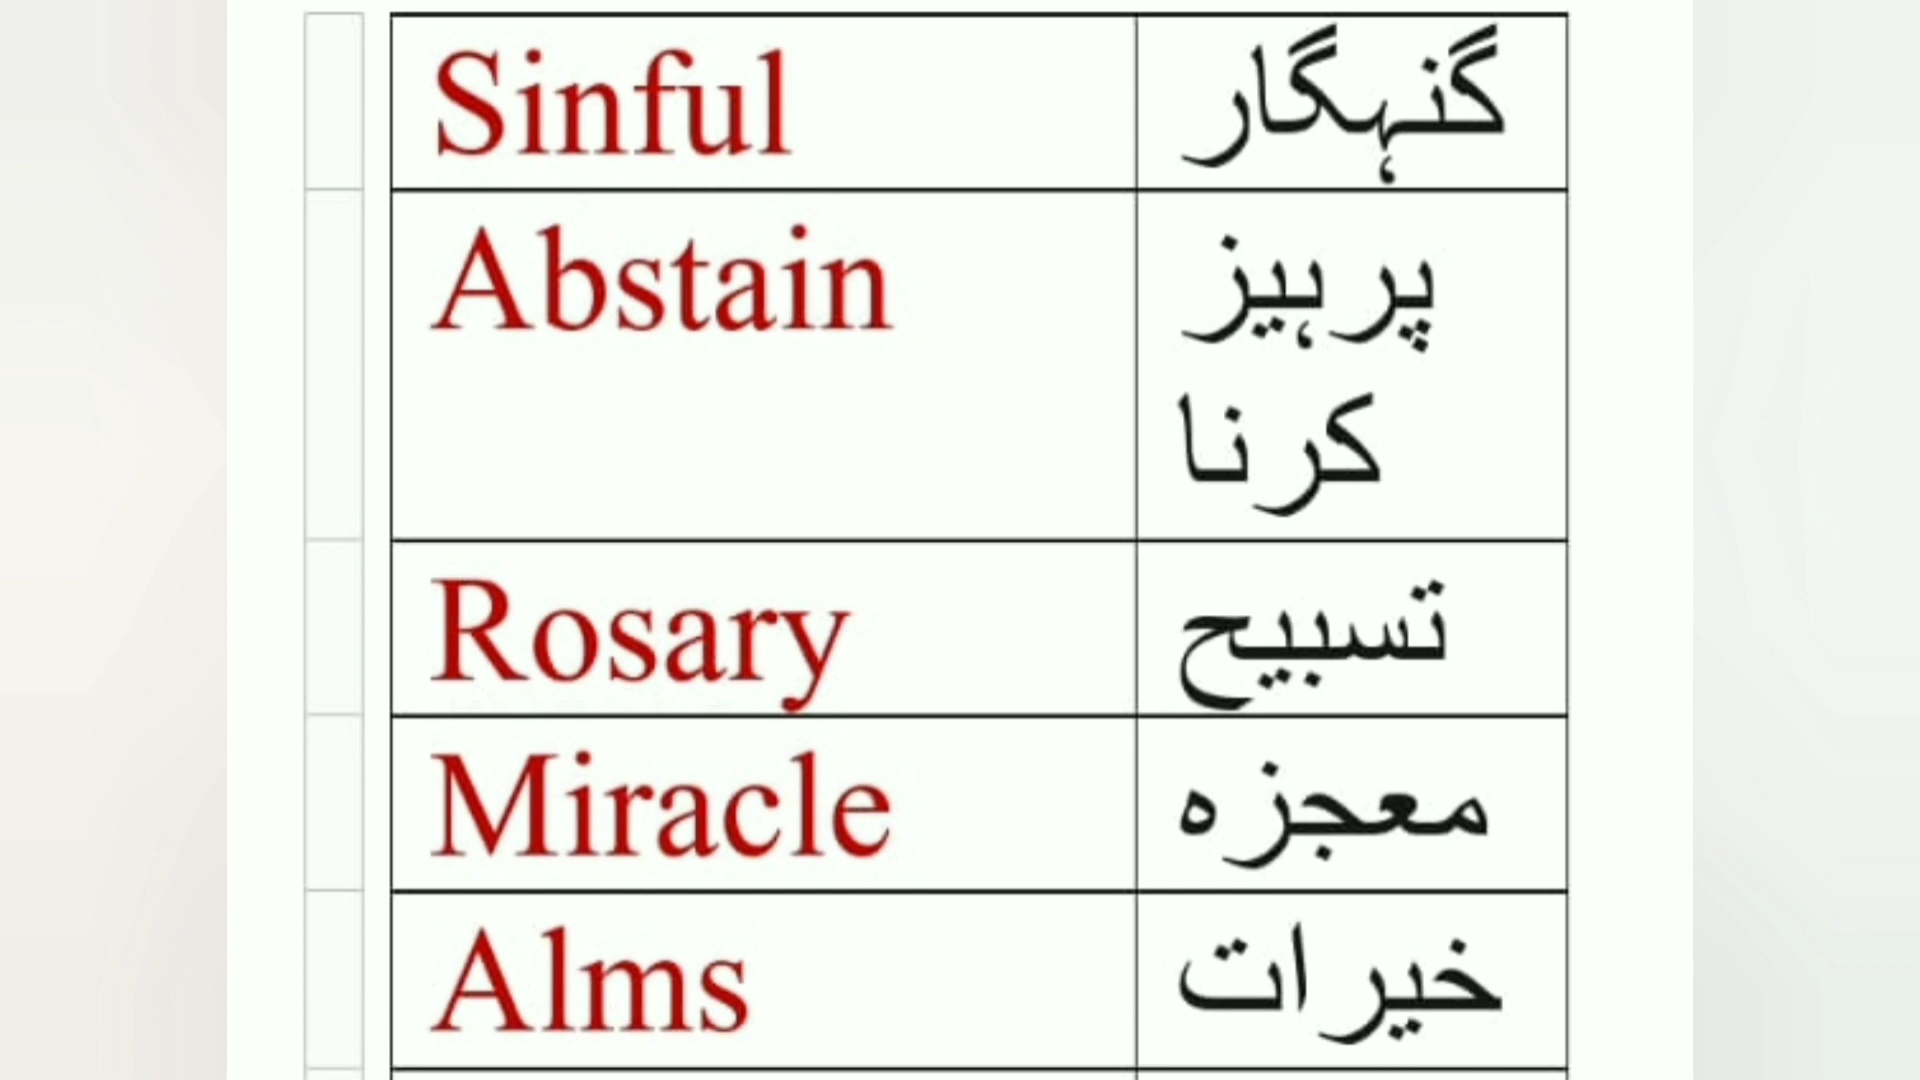 Sinful گنہگار
Abstain پرہیز
کرنا
Rosary تسبیح
Miracle معجزہ
Alms خیرات